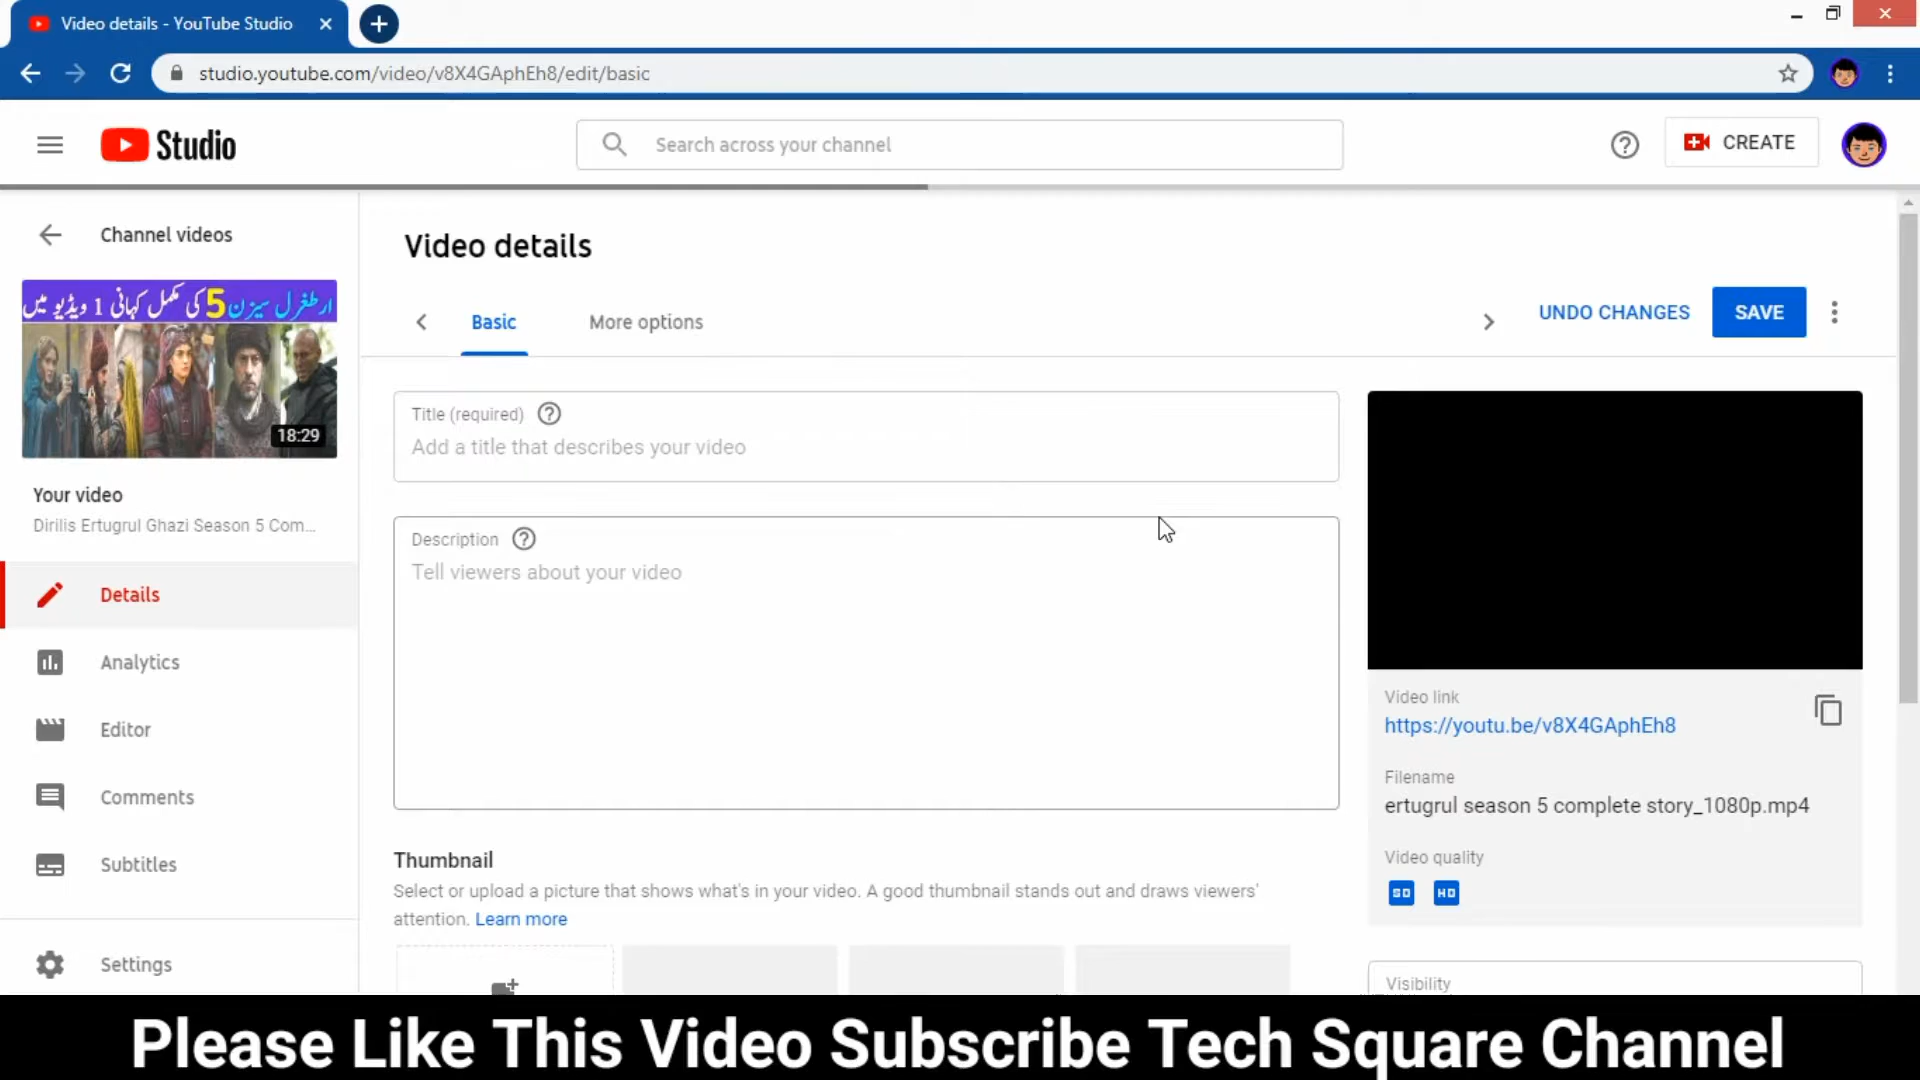 Video details - YouTube Studio
studio.youtube.com/video/v8X4GAphEh8/edit/basic
Studio
Search across your channel
CREATE
Channel videos
ارطغرل سیزن 5 کی مکمل کہانی 1 ویڈیو میں
18:29
Your video
Dirilis Ertugrul Ghazi Season 5 Com...
Details
Analytics
Editor
Comments
Subtitles
Settings
Video details
Basic
More options
UNDO CHANGES
SAVE
Title (required)
Add a title that describes your video
Description
Tell viewers about your video
Thumbnail
Select or upload a picture that shows what's in your video. A good thumbnail stands out and draws viewers'
attention. Learn more
Video link
https://youtu.be/v8X4GAphEh8
Filename
ertugrul season 5 complete story_1080p.mp4
Video quality
SD HD
Visibility
Please Like This Video Subscribe Tech Square Channel